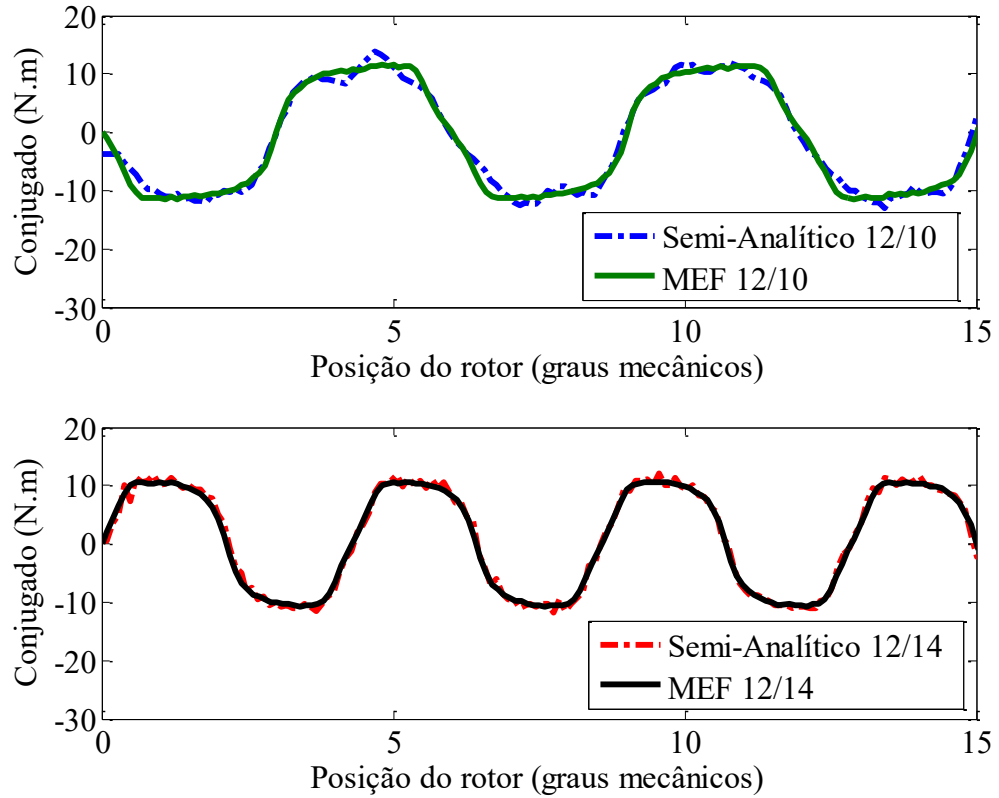 20
10
0
-10
-20
-30
Conjugado (N.m)
Semi-Analítico 12/10
MEF 12/10
0 5 10 15
Posição do rotor (graus mecânicos)
20
10
0
-10
-20
-30
Conjugado (N.m)
Semi-Analítico 12/14
MEF 12/14
0 5 10 15
Posição do rotor (graus mecânicos)